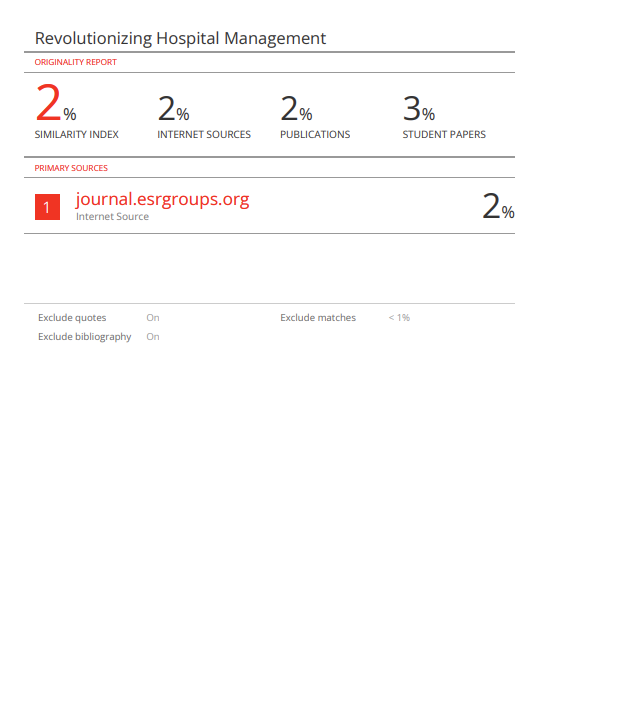 Revolutionizing Hospital Management
ORIGINALITY REPORT
2% 2% 2% 3%
SIMILARITY INDEX INTERNET SOURCES PUBLICATIONS STUDENT PAPERS
PRIMARY SOURCES
1 journal.esrgroups.org 2%
Internet Source
Exclude quotes On Exclude matches < 1%
Exclude bibliography On